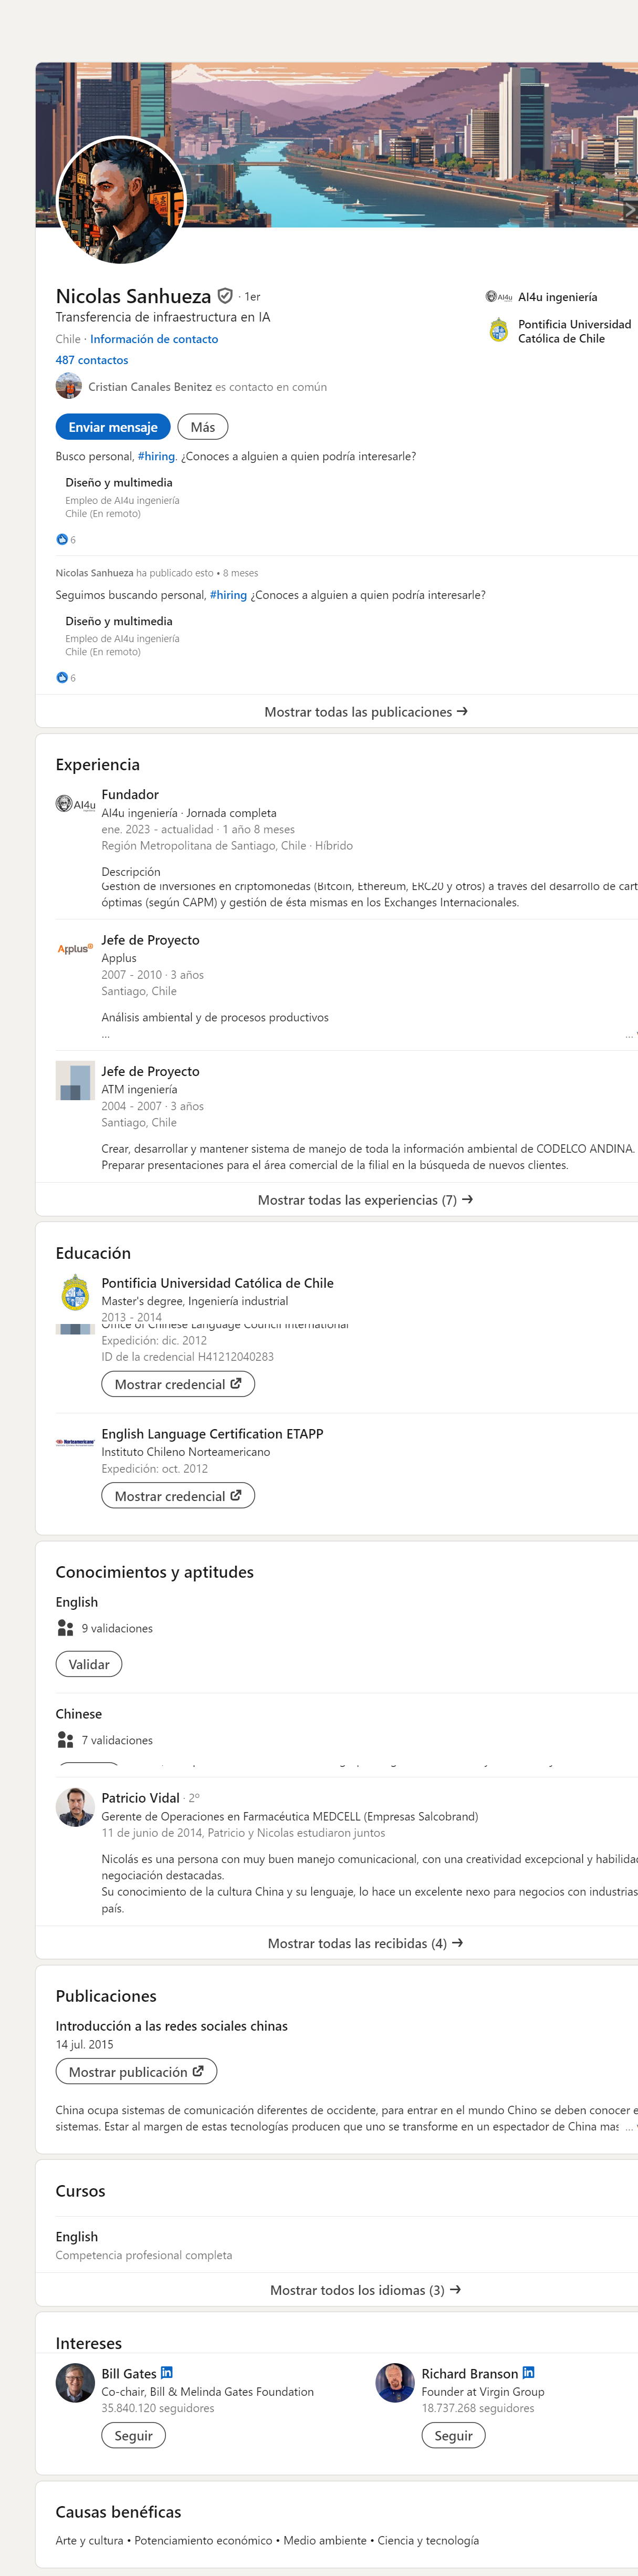 Nicolas Sanhueza · 1er
Transferencia de infraestructura en IA
Chile · Información de contacto
487 contactos
Cristian Canales Benitez es contacto en común
AI4u AI4u ingeniería
Pontificia Universidad
Católica de Chile
Enviar mensaje Más
Busco personal, #hiring. ¿Conoces a alguien a quien podría interesarle?
Diseño y multimedia
Empleo de AI4u ingeniería
Chile (En remoto)
6
Nicolas Sanhueza ha publicado esto • 8 meses
Seguimos buscando personal, #hiring ¿Conoces a alguien a quien podría interesarle?
Diseño y multimedia
Empleo de AI4u ingeniería
Chile (En remoto)
6
Mostrar todas las publicaciones →
Experiencia
AI4u
Fundador
AI4u ingeniería · Jornada completa
ene. 2023 - actualidad · 1 año 8 meses
Región Metropolitana de Santiago, Chile · Híbrido
Descripción
Gestión de inversiones en criptomonedas (Bitcoin, Ethereum, ERC20 y otros) a través del desarrollo de cart
óptimas (según CAPM) y gestión de ésta mismas en los Exchanges Internacionales.
Applus
Jefe de Proyecto
Applus
2007 - 2010 · 3 años
Santiago, Chile
Análisis ambiental y de procesos productivos
... ...
Jefe de Proyecto
ATM ingeniería
2004 - 2007 · 3 años
Santiago, Chile
Crear, desarrollar y mantener sistema de manejo de toda la información ambiental de CODELCO ANDINA.
Preparar presentaciones para el área comercial de la filial en la búsqueda de nuevos clientes.
Mostrar todas las experiencias (7) →
Educación
Pontificia Universidad Católica de Chile
Master's degree, Ingeniería industrial
2013 - 2014
Office of Chinese Language Council International
Expedición: dic. 2012
ID de la credencial H41212040283
Mostrar credencial
Norteamericano
English Language Certification ETAPP
Instituto Chileno Norteamericano
Expedición: oct. 2012
Mostrar credencial
Conocimientos y aptitudes
English
9 validaciones
Validar
Chinese
7 validaciones
Patricio Vidal · 2º
Gerente de Operaciones en Farmacéutica MEDCELL (Empresas Salcobrand)
11 de junio de 2014, Patricio y Nicolas estudiaron juntos
Nicolás es una persona con muy buen manejo comunicacional, con una creatividad excepcional y habilidad
negociación destacadas.
Su conocimiento de la cultura China y su lenguaje, lo hace un excelente nexo para negocios con industrias
país.
Mostrar todas las recibidas (4) →
Publicaciones
Introducción a las redes sociales chinas
14 jul. 2015
Mostrar publicación
China ocupa sistemas de comunicación diferentes de occidente, para entrar en el mundo Chino se deben conocer e
sistemas. Estar al margen de estas tecnologías producen que uno se transforme en un espectador de China mas ...
Cursos
English
Competencia profesional completa
Mostrar todos los idiomas (3) →
Intereses
Bill Gates in
Co-chair, Bill & Melinda Gates Foundation
35.840.120 seguidores
Seguir
Richard Branson in
Founder at Virgin Group
18.737.268 seguidores
Seguir
Causas benéficas
Arte y cultura • Potenciamiento económico • Medio ambiente • Ciencia y tecnología